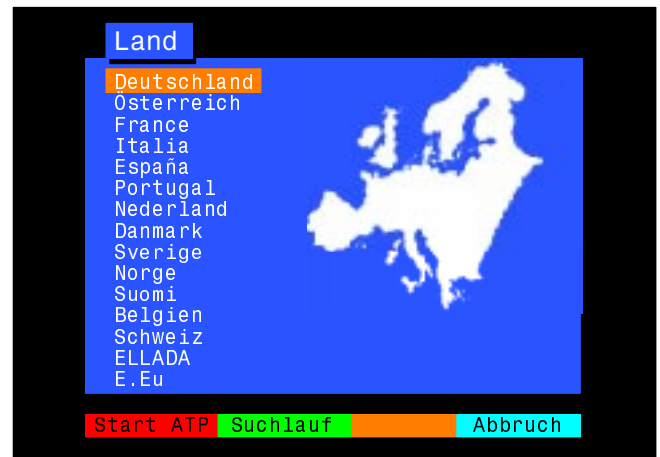 Land
Deutschland
Österreich
France
Italia
España
Portugal
Nederland
Danmark
Sverige
Norge
Suomi
Belgien
Schweiz
ELLADA
E.Eu
Start ATP Suchlauf Abbruch